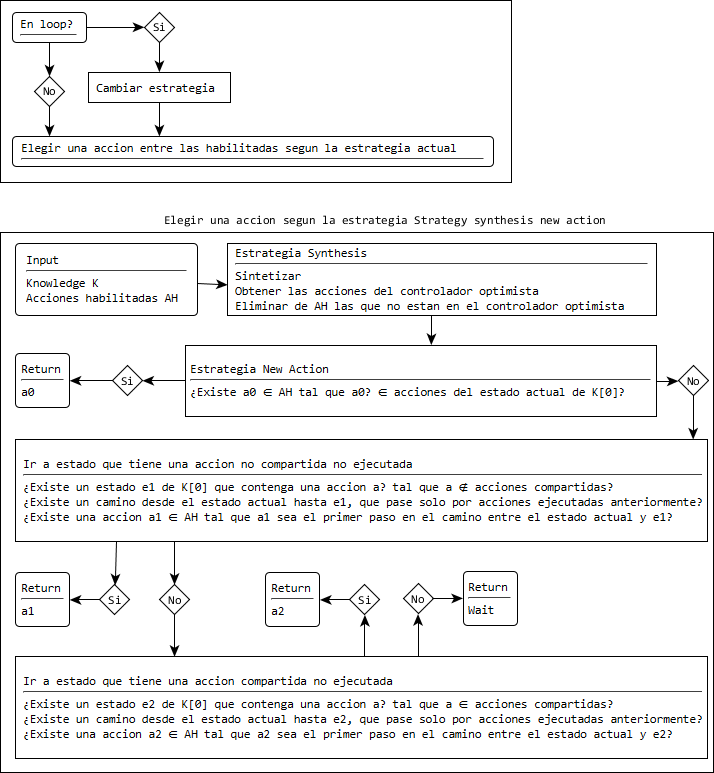 En loop?
Si
No
Cambiar estrategia
Elegir una accion entre las habilitadas segun la estrategia actual
Elegir una accion segun la estrategia Strategy synthesis new action
Input
Knowledge K
Acciones habilitadas AH
Estrategia Synthesis
Sintetizar
Obtener las acciones del controlador optimista
Eliminar de AH las que no estan en el controlador optimista
Return
a0
Si
Estrategia New Action
¿Existe a0 ∈ AH tal que a0? ∈ acciones del estado actual de K[0]?
No
Ir a estado que tiene una accion no compartida no ejecutada
¿Existe un estado e1 de K[0] que contenga una accion a? tal que a ∉ acciones compartidas?
¿Existe un camino desde el estado actual hasta e1, que pase solo por acciones ejecutadas anteriormente?
¿Existe una accion a1 ∈ AH tal que a1 sea el primer paso en el camino entre el estado actual y e1?
Return
a1
Si
No
Return
a2
Si
No
Return
Wait
Ir a estado que tiene una accion compartida no ejecutada
¿Existe un estado e2 de K[0] que contenga una accion a? tal que a ∈ acciones compartidas?
¿Existe un camino desde el estado actual hasta e2, que pase solo por acciones ejecutadas anteriormente?
¿Existe una accion a2 ∈ AH tal que a2 sea el primer paso en el camino entre el estado actual y e2?